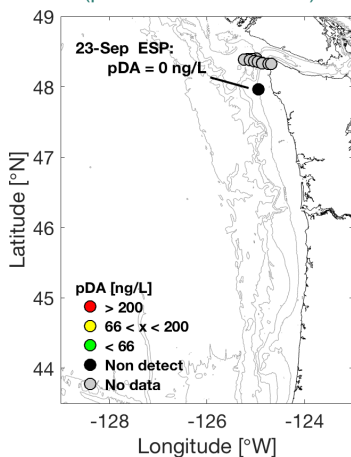 23-Sep ESP:
pDA = 0 ng/L
49
48
47
46
45
44
Latitude [°N]
pDA [ng/L]
> 200
66 < x < 200
< 66
Non detect
No data
-128
-126
-124
Longitude [°W]